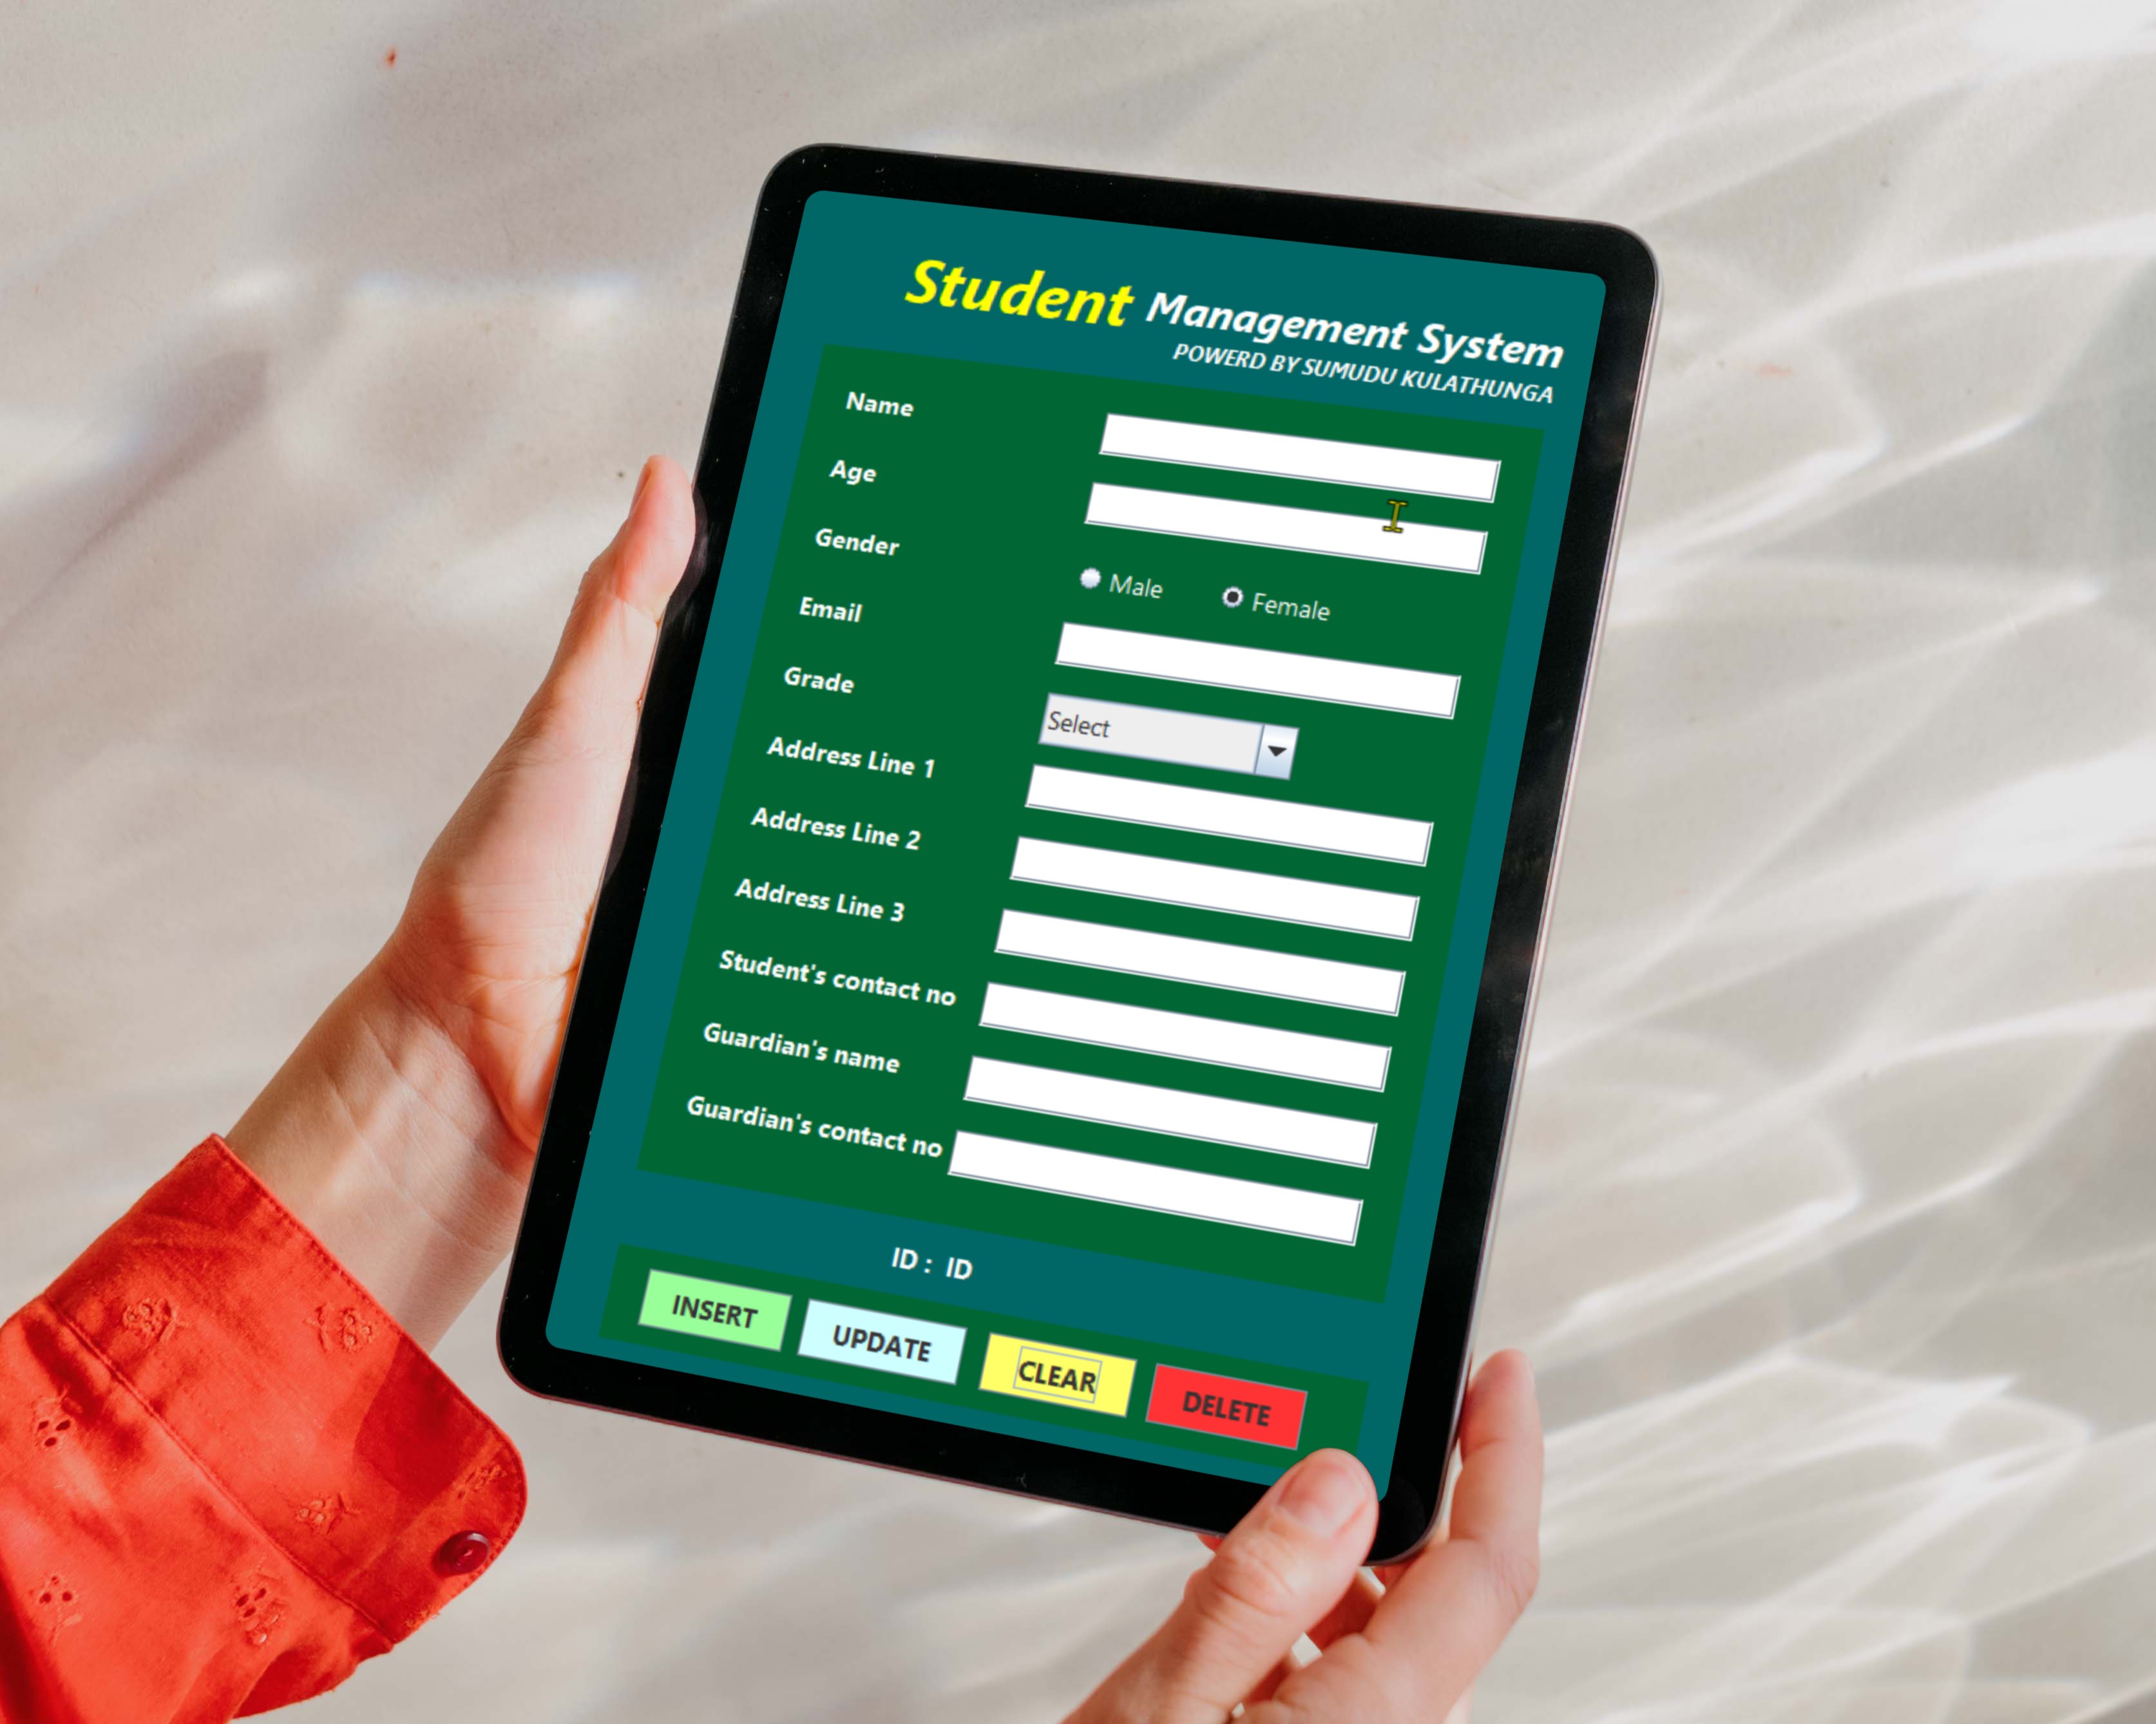 Student Management System
POWERD BY SUMUDU KULATHUNGA
Name
Age
Gender
Male Female
Email
Grade
Select
Address Line 1
Address Line 2
Address Line 3
Student's contact no
Guardian's name
Guardian's contact no
ID : ID
INSERT UPDATE CLEAR DELETE